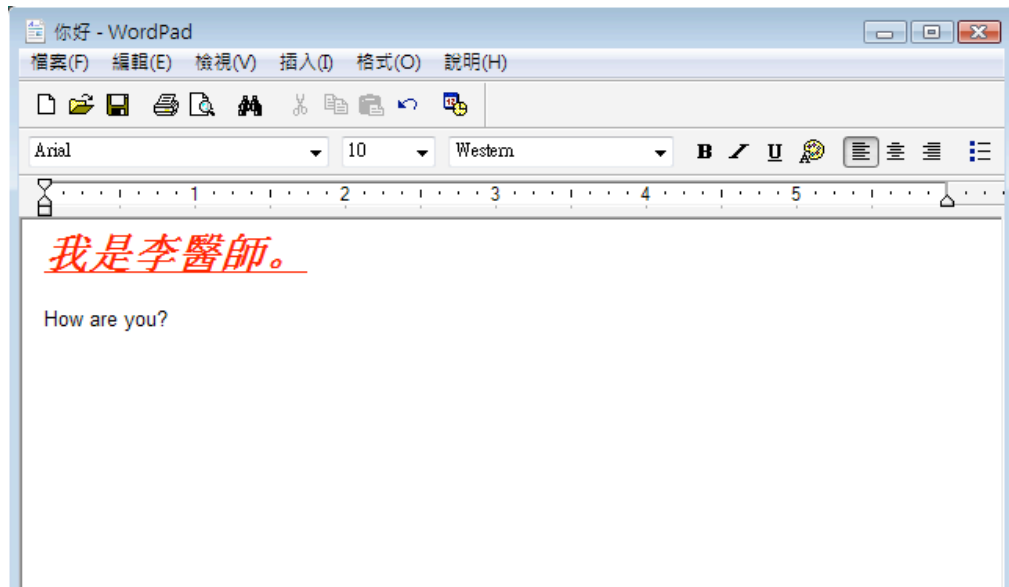 你好 - WordPad
檔案(F) 編輯(E) 檢視(V) 插入(I) 格式(O) 說明(H)
Arial 10 Western B I U
1 2 3 4 5
我是李醫師。
How are you?